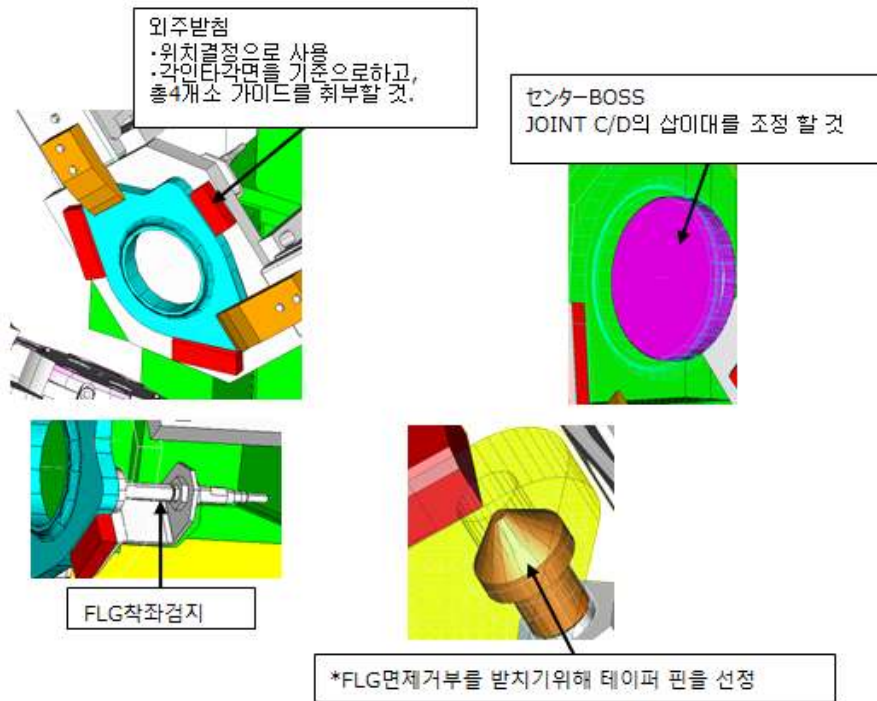 외주받침
·위치결정으로 사용
·각인타각면을 기준으로하고,
총4개소 가이드를 취부할 것.
センターBOSS
JOINT C/D의 삽이대를 조정 할 것
FLG착좌검지
*FLG면제거부를 받치기위해 테이퍼 핀을 선정